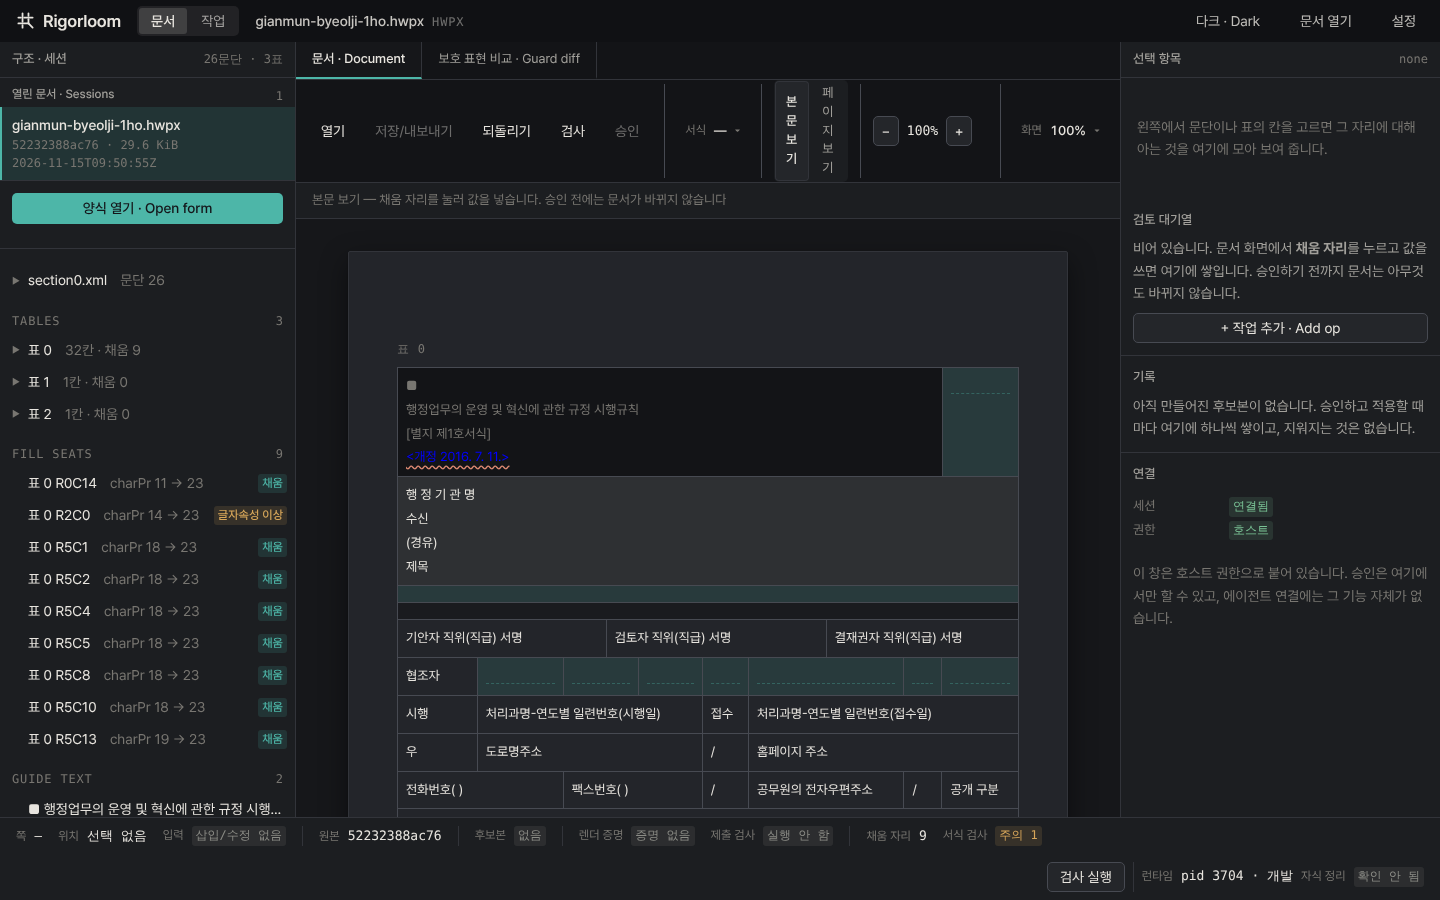 Rigorloom 문서 작업 gianmun-byeolji-1ho.hwpx HWPX 다크 · Dark 문서 열기 설정
구조 · 세션 26문단 · 3표
열린 문서 · Sessions 1
gianmun-byeolji-1ho.hwpx
52232388ac76 · 29.6 KiB
2026-11-15T09:50:55Z
양식 열기 · Open form
section0.xml 문단 26
TABLES 3
표 0 32칸 · 채움 9
표 1 1칸 · 채움 0
표 2 1칸 · 채움 0
FILL SEATS 9
표 0 R0C14 charPr 11 → 23 채움
표 0 R2C0 charPr 14 → 23 글자속성 이상
표 0 R5C1 charPr 18 → 23 채움
표 0 R5C2 charPr 18 → 23 채움
표 0 R5C4 charPr 18 → 23 채움
표 0 R5C5 charPr 18 → 23 채움
표 0 R5C8 charPr 18 → 23 채움
표 0 R5C10 charPr 18 → 23 채움
표 0 R5C13 charPr 19 → 23 채움
GUIDE TEXT 2
■ 행정업무의 운영 및 혁신에 관한 규정 시행...
문서 · Document 보호 표현 비교 · Guard diff
열기 저장/내보내기 되돌리기 검사 승인 서식 — 본문보기 페이지보기 − 100% + 화면 100%
본문 보기 — 채움 자리를 눌러 값을 넣습니다. 승인 전에는 문서가 바뀌지 않습니다
표 0
■
행정업무의 운영 및 혁신에 관한 규정 시행규칙
[별지 제1호서식]
<개정 2016. 7. 11.>
행 정 기 관 명
수신
(경유)
제목
기안자 직위(직급) 서명 검토자 직위(직급) 서명 결재권자 직위(직급) 서명
협조자
시행 처리과명-연도별 일련번호(시행일) 접수 처리과명-연도별 일련번호(접수일)
우 도로명주소 / 홈페이지 주소
전화번호( ) 팩스번호( ) / 공무원의 전자우편주소 / 공개 구분
선택 항목 none
왼쪽에서 문단이나 표의 칸을 고르면 그 자리에 대해
아는 것을 여기에 모아 보여 줍니다.
검토 대기열
비어 있습니다. 문서 화면에서 채움 자리를 누르고 값을
쓰면 여기에 쌓입니다. 승인하기 전까지 문서는 아무것
도 바뀌지 않습니다.
+ 작업 추가 · Add op
기록
아직 만들어진 후보본이 없습니다. 승인하고 적용할 때
마다 여기에 하나씩 쌓이고, 지워지는 것은 없습니다.
연결
세션 연결됨
권한 호스트
이 창은 호스트 권한으로 붙어 있습니다. 승인은 여기에
서만 할 수 있고, 에이전트 연결에는 그 기능 자체가 없
습니다.
쪽 — 위치 선택 없음 입력 삽입/수정 없음 원본 52232388ac76 후보본 없음 렌더 증명 증명 없음 제출 검사 실행 안 함 채움 자리 9 서식 검사 주의 1
검사 실행 런타임 pid 3704 · 개발 자식 정리 확인 안 됨